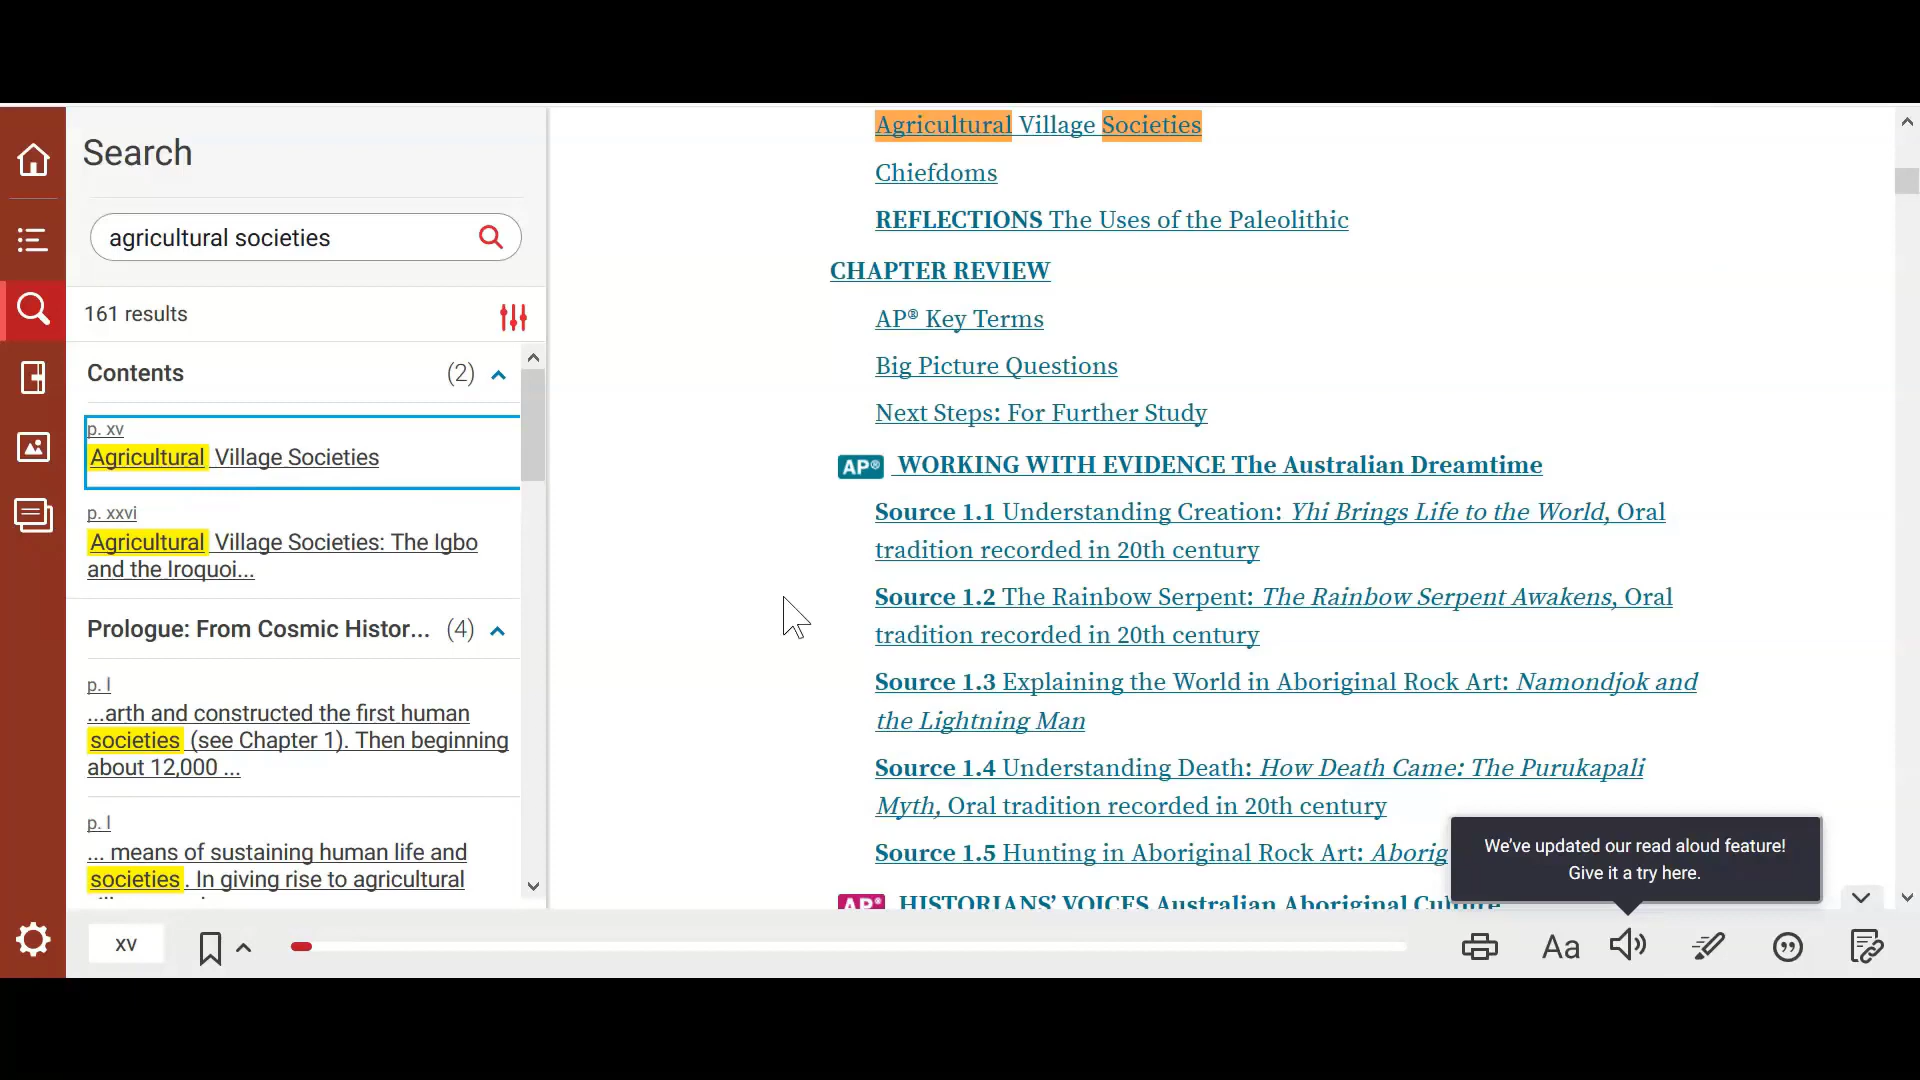 Search
agricultural societies
161 results
Contents (2)
p. xv
Agricultural Village Societies
p. xxvi
Agricultural Village Societies: The Igbo
and the Iroquoi...
Prologue: From Cosmic Histor... (4)
p. l
...arth and constructed the first human
societies (see Chapter 1). Then beginning
about 12,000 ...
p. l
... means of sustaining human life and
societies. In giving rise to agricultural
Agricultural Village Societies
Chiefdoms
REFLECTIONS The Uses of the Paleolithic
CHAPTER REVIEW
AP® Key Terms
Big Picture Questions
Next Steps: For Further Study
AP® WORKING WITH EVIDENCE The Australian Dreamtime
Source 1.1 Understanding Creation: Yhi Brings Life to the World, Oral
tradition recorded in 20th century
Source 1.2 The Rainbow Serpent: The Rainbow Serpent Awakens, Oral
tradition recorded in 20th century
Source 1.3 Explaining the World in Aboriginal Rock Art: Namondjok and
the Lightning Man
Source 1.4 Understanding Death: How Death Came: The Purukapali
Myth, Oral tradition recorded in 20th century
Source 1.5 Hunting in Aboriginal Rock Art: Aborig
AP® HISTORIANS' VOICES Australian Aboriginal Culture
We've updated our read aloud feature!
Give it a try here.
xv
Aa